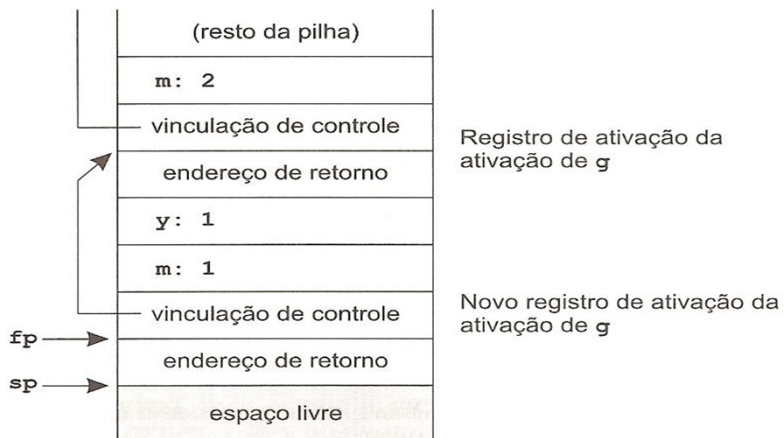 (resto da pilha)
m: 2
vinculação de controle
Registro de ativação da
ativação de g
endereço de retorno
y: 1
m: 1
vinculação de controle
Novo registro de ativação da
ativação de g
fp
endereço de retorno
sp
espaço livre